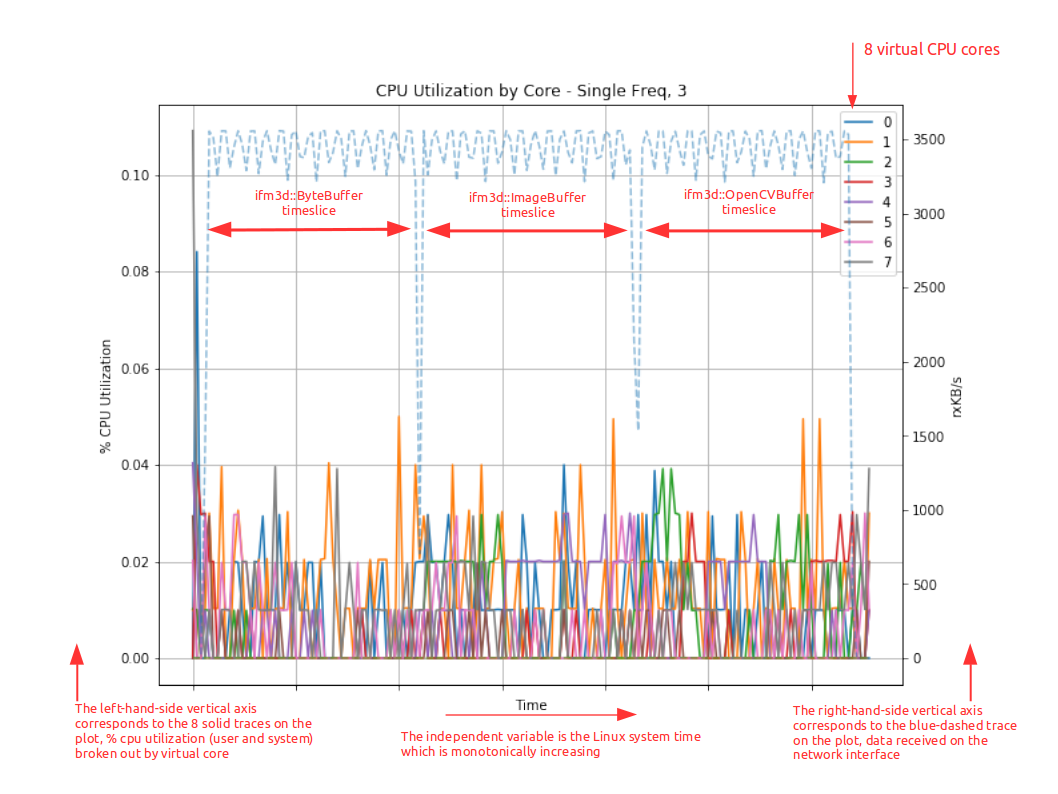 8 virtual CPU cores
CPU Utilization by Core - Single Freq, 3
0
1
2
3
4
5
6
7
ifm3d::ByteBuffer
timeslice
ifm3d::ImageBuffer
timeslice
ifm3d::OpenCVBuffer
timeslice
% CPU Utilization
0.10
0.08
0.06
0.04
0.02
0.00
rxKB/s
3500
3000
2500
2000
1500
1000
500
0
Time
The left-hand-side vertical axis
corresponds to the 8 solid traces on the
plot, % cpu utilization (user and system)
broken out by virtual core
The independent variable is the Linux system time
which is monotonically increasing
The right-hand-side vertical axis
corresponds to the blue-dashed trace
on the plot, data received on the
network interface